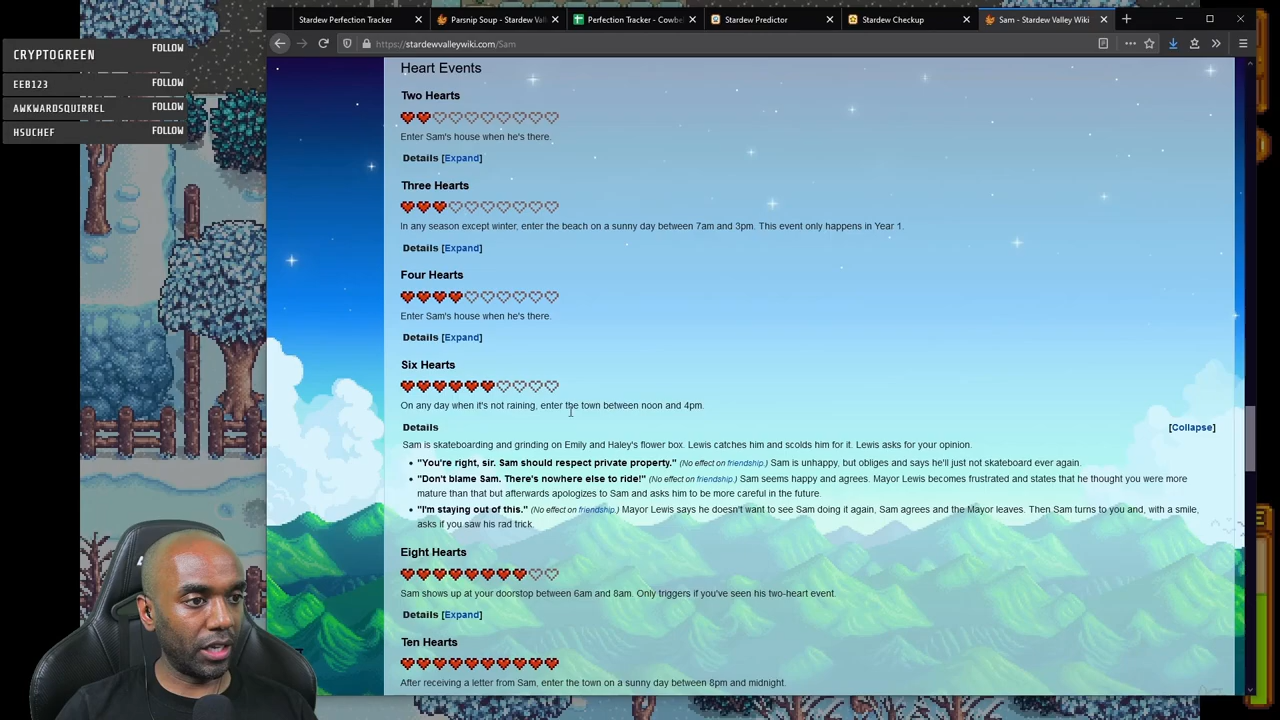 Stardew Perfection Tracker
Parsnip Soup - Stardew Val
Perfection Tracker - Cowbe
Stardew Predictor
Stardew Checkup
Sam - Stardew Valley Wiki
https://stardewvalleywiki.com/Sam
CRYPTOGREEN FOLLOW
EEB123 FOLLOW
AWKWARDSQUIRREL FOLLOW
HSUCHEF FOLLOW
Heart Events
Two Hearts
Enter Sam's house when he's there.
Details [Expand]
Three Hearts
In any season except winter, enter the beach on a sunny day between 7am and 3pm. This event only happens in Year 1.
Details [Expand]
Four Hearts
Enter Sam's house when he's there.
Details [Expand]
Six Hearts
On any day when it's not raining, enter the town between noon and 4pm.
Details [Collapse]
Sam is skateboarding and grinding on Emily and Haley's flower box. Lewis catches him and scolds him for it. Lewis asks for your opinion.
• "You're right, sir. Sam should respect private property." (No effect on friendship.) Sam is unhappy, but obliges and says he'll just not skateboard ever again.
• "Don't blame Sam. There's nowhere else to ride!" (No effect on friendship.) Sam seems happy and agrees. Mayor Lewis becomes frustrated and states that he thought you were more
mature than that but afterwards apologizes to Sam and asks him to be more careful in the future.
• "I'm staying out of this." (No effect on friendship.) Mayor Lewis says he doesn't want to see Sam doing it again, Sam agrees and the Mayor leaves. Then Sam turns to you and, with a smile,
asks if you saw his rad trick.
Eight Hearts
Sam shows up at your doorstop between 6am and 8am. Only triggers if you've seen his two-heart event.
Details [Expand]
Ten Hearts
After receiving a letter from Sam, enter the town on a sunny day between 8pm and midnight.